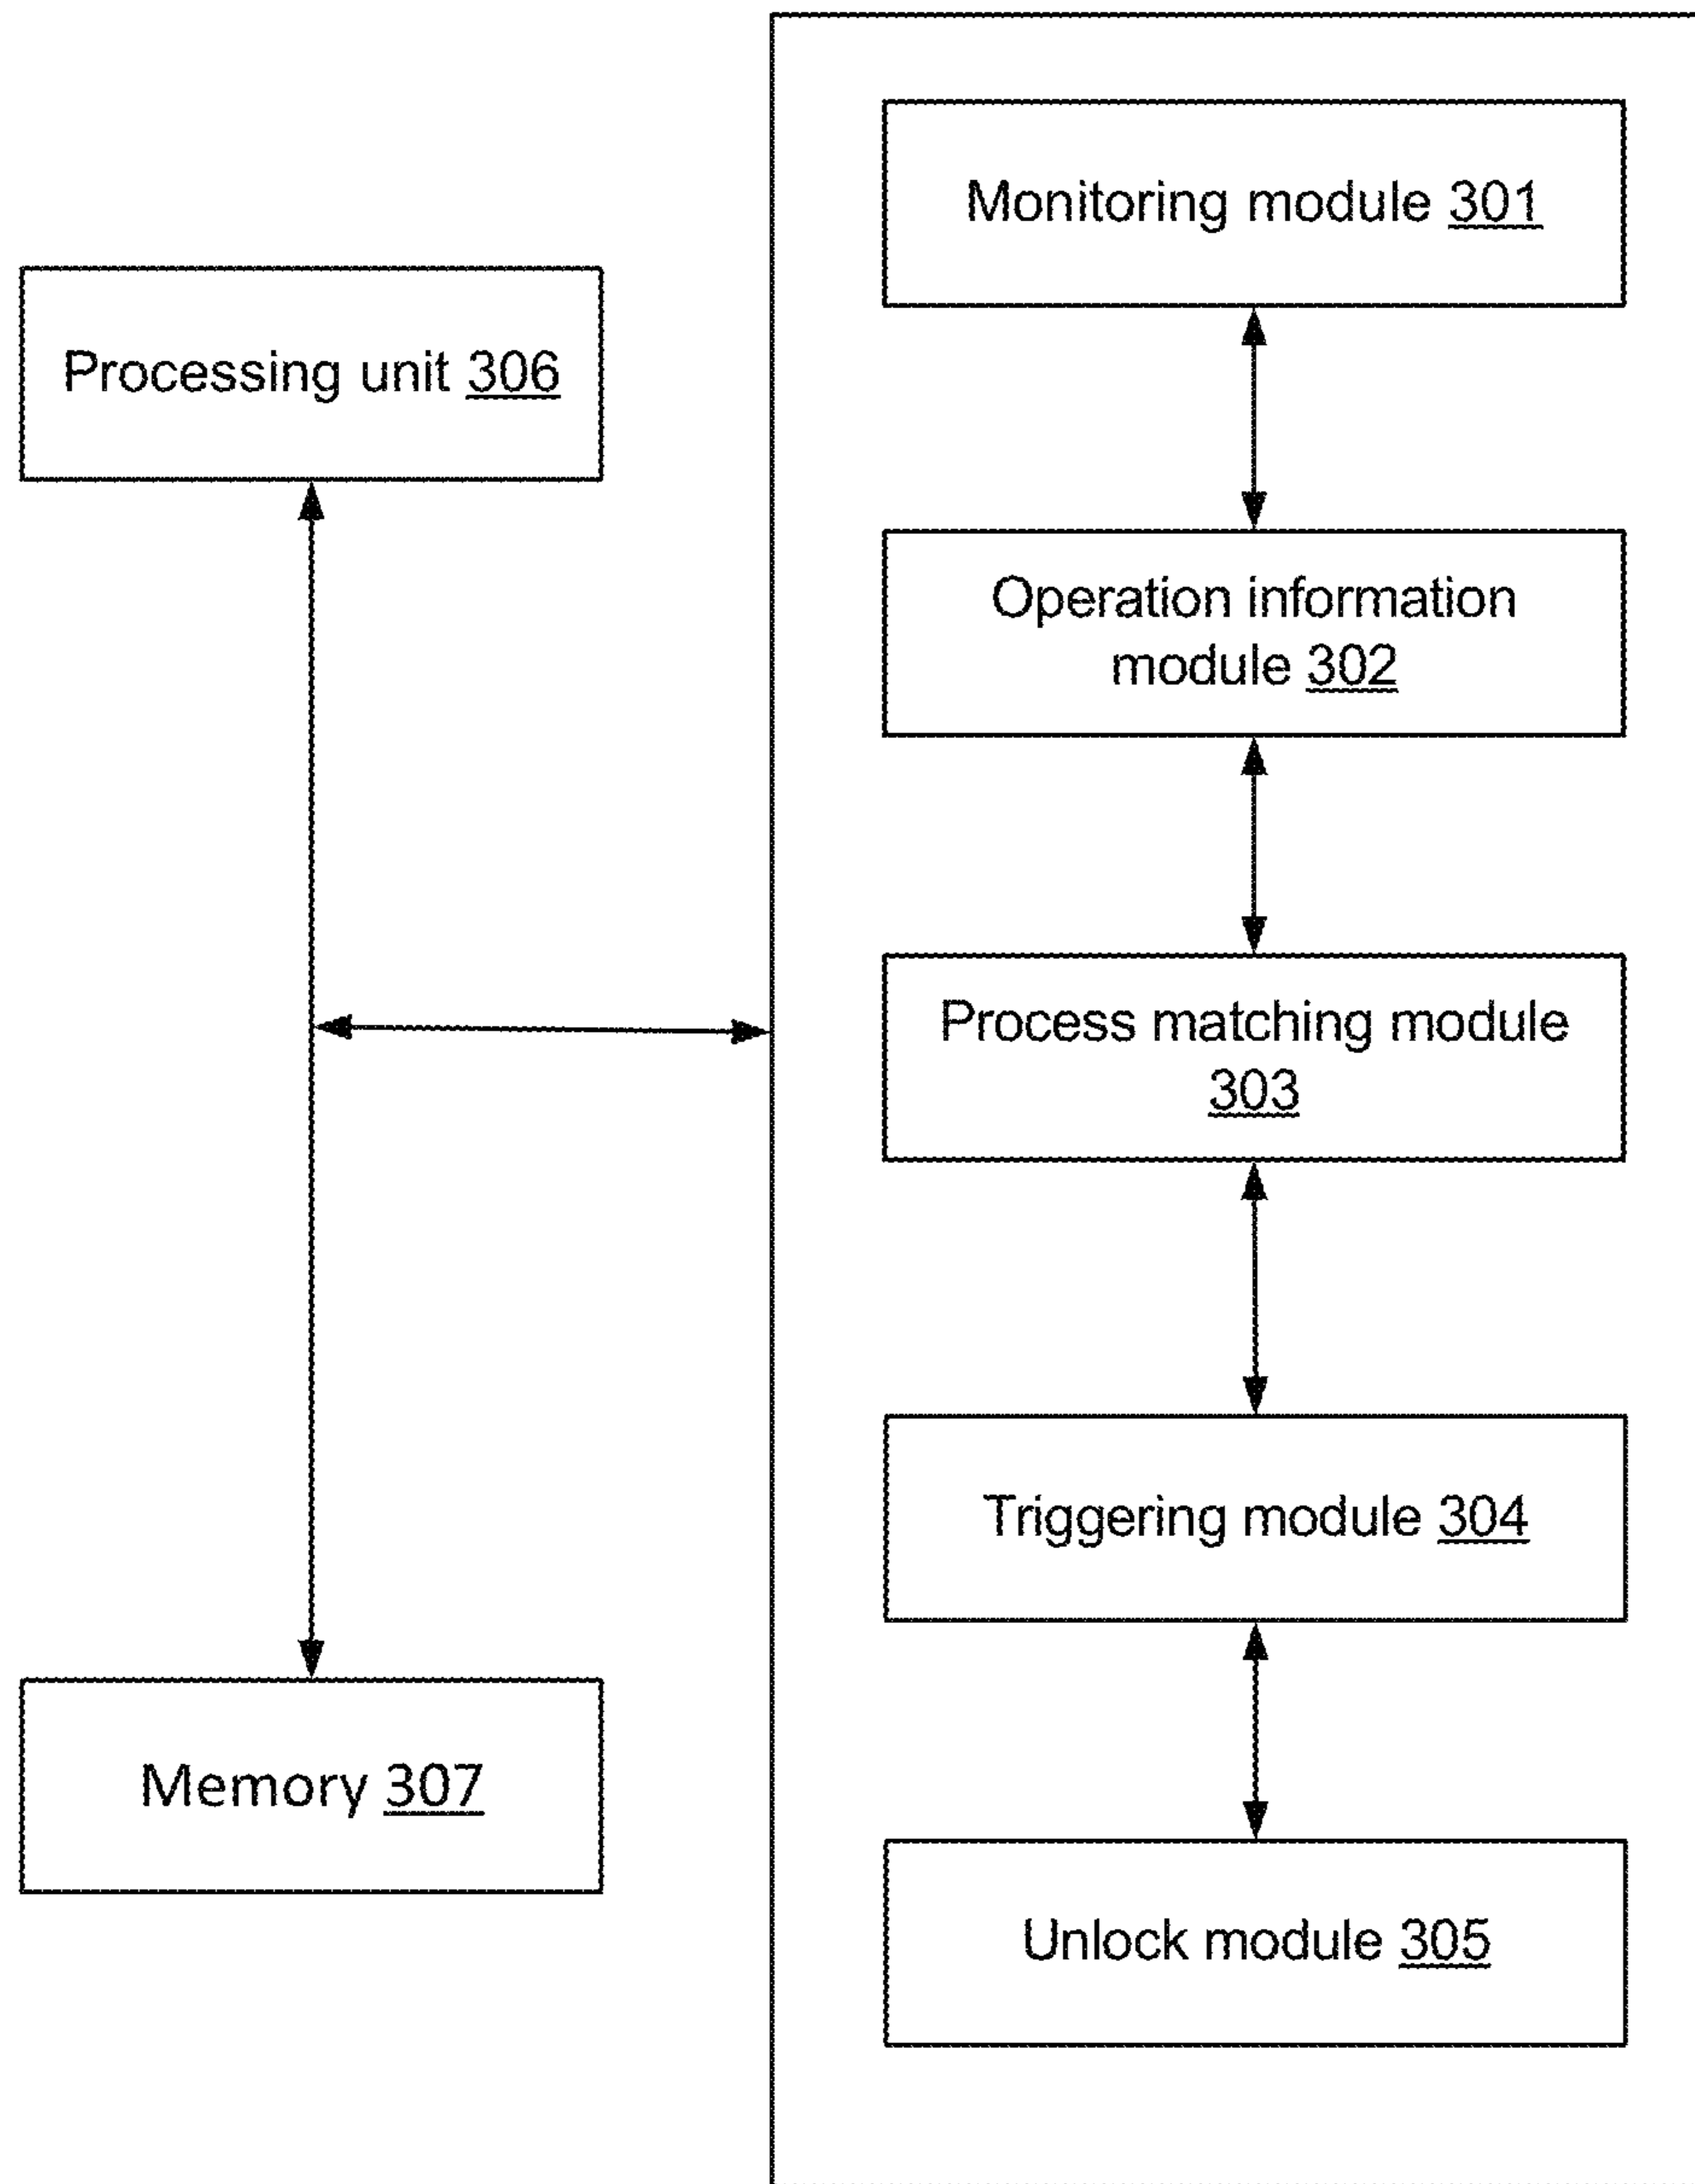 Monitoring module 301
Processing unit 306
Operation information
module 302
Process matching module
303
Triggering module 304
Memory 307
Unlock module 305